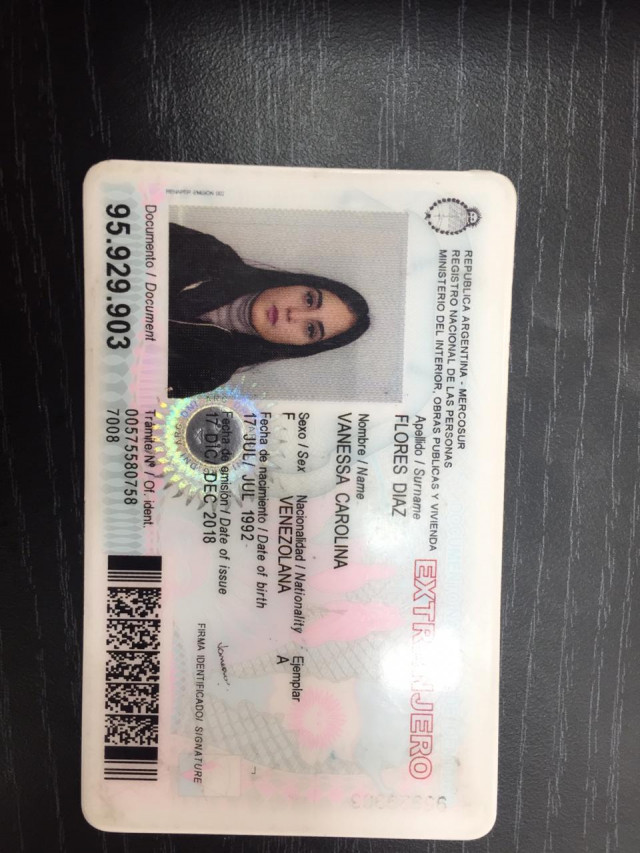 REPUBLICA ARGENTINA - MERCOSUR
REGISTRO NACIONAL DE LAS PERSONAS
MINISTERIO DEL INTERIOR, OBRAS PUBLICAS Y VIVIENDA
EXTRANJERO
Apellido / Surname
FLORES DIAZ
Nombre / Name
VANESSA CAROLINA
Sexo / Sex Nacionalidad / Nationality Ejemplar
F VENEZOLANA A
Fecha de nacimiento / Date of birth
17 JUL/ JUL 1992
Fecha de emisión / Date of issue
17 DIC/ DEC 2018
FIRMA IDENTIFICADO/ SIGNATURE
Documento / Document
95.929.903
Trámite Nº / Of. ident.
00575580758
7008